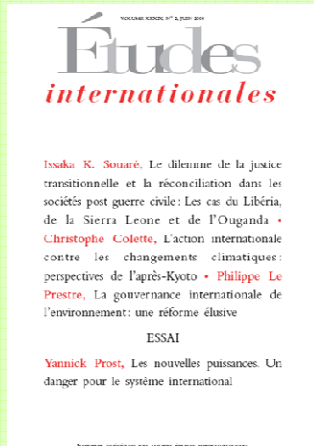 Études
internationales
Issaka K. Souaré, Le dilemme de la justice
transitionnelle et la réconciliation dans les
sociétés post guerre civile : Les cas du Libéria,
de la Sierra Leone et de l'Ouganda •
Christophe Colette, L'action internationale
contre les changements climatiques :
perspectives de l'après-Kyoto • Philippe Le
Prestre, La gouvernance internationale de
l'environnement : une réforme élusive
ESSAI
Yannick Prost, Les nouvelles puissances. Un
danger pour le système international